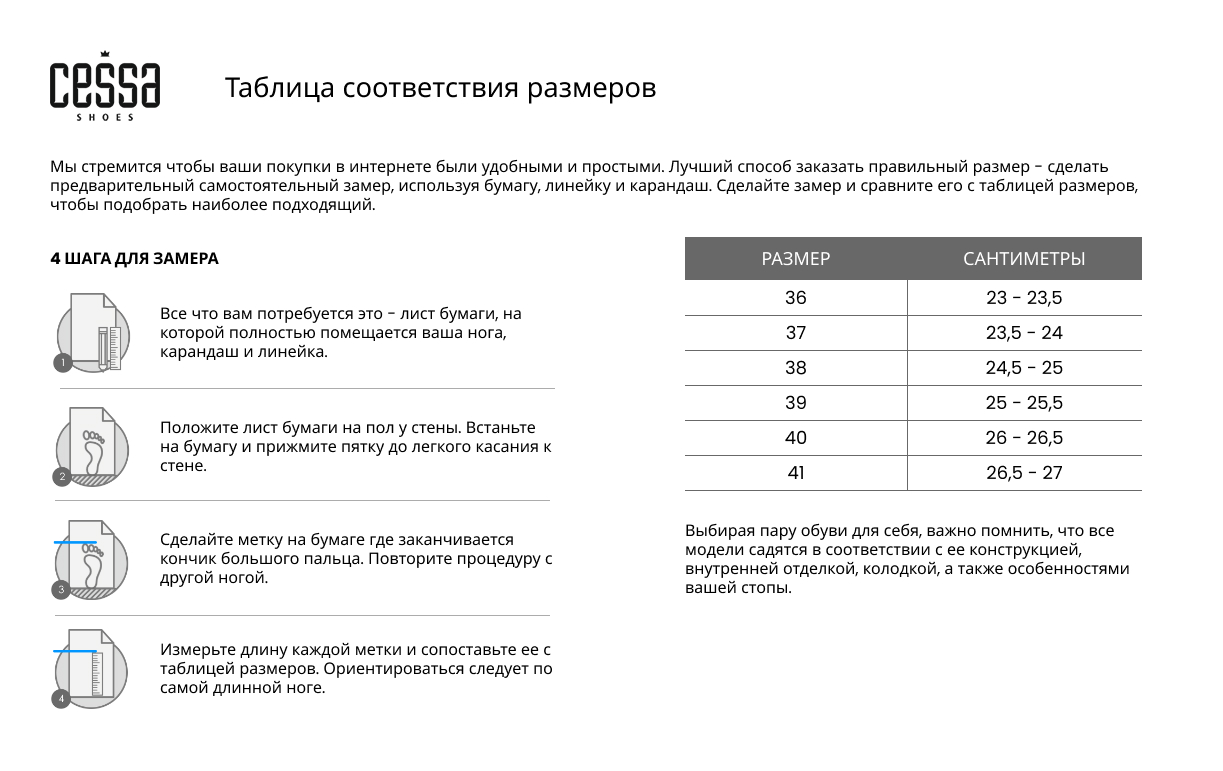 cessa
SHOES
Таблица соответствия размеров
Мы стремится чтобы ваши покупки в интернете были удобными и простыми. Лучший способ заказать правильный размер – сделать
предварительный самостоятельный замер, используя бумагу, линейку и карандаш. Сделайте замер и сравните его с таблицей размеров,
чтобы подобрать наиболее подходящий.
4 ШАГА ДЛЯ ЗАМЕРА
1
Все что вам потребуется это – лист бумаги, на
которой полностью помещается ваша нога,
карандаш и линейка.
2
Положите лист бумаги на пол у стены. Встаньте
на бумагу и прижмите пятку до легкого касания к
стене.
3
Сделайте метку на бумаге где заканчивается
кончик большого пальца. Повторите процедуру с
другой ногой.
4
Измерьте длину каждой метки и сопоставьте ее с
таблицей размеров. Ориентироваться следует по
самой длинной ноге.
РАЗМЕР САНТИМЕТРЫ
36 23 – 23,5
37 23,5 – 24
38 24,5 – 25
39 25 – 25,5
40 26 – 26,5
41 26,5 – 27
Выбирая пару обуви для себя, важно помнить, что все
модели садятся в соответствии с ее конструкцией,
внутренней отделкой, колодкой, а также особенностями
вашей стопы.